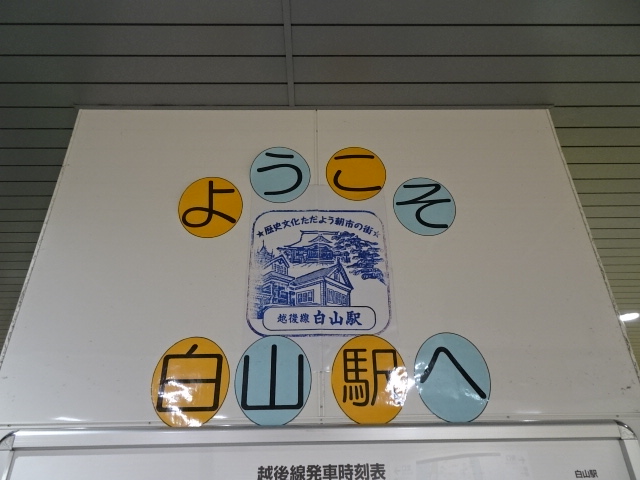 ようこそ
★歴史文化ただよう朝市の街★
越後線 白山駅
白山駅へ
越後線発車時刻表
白山駅